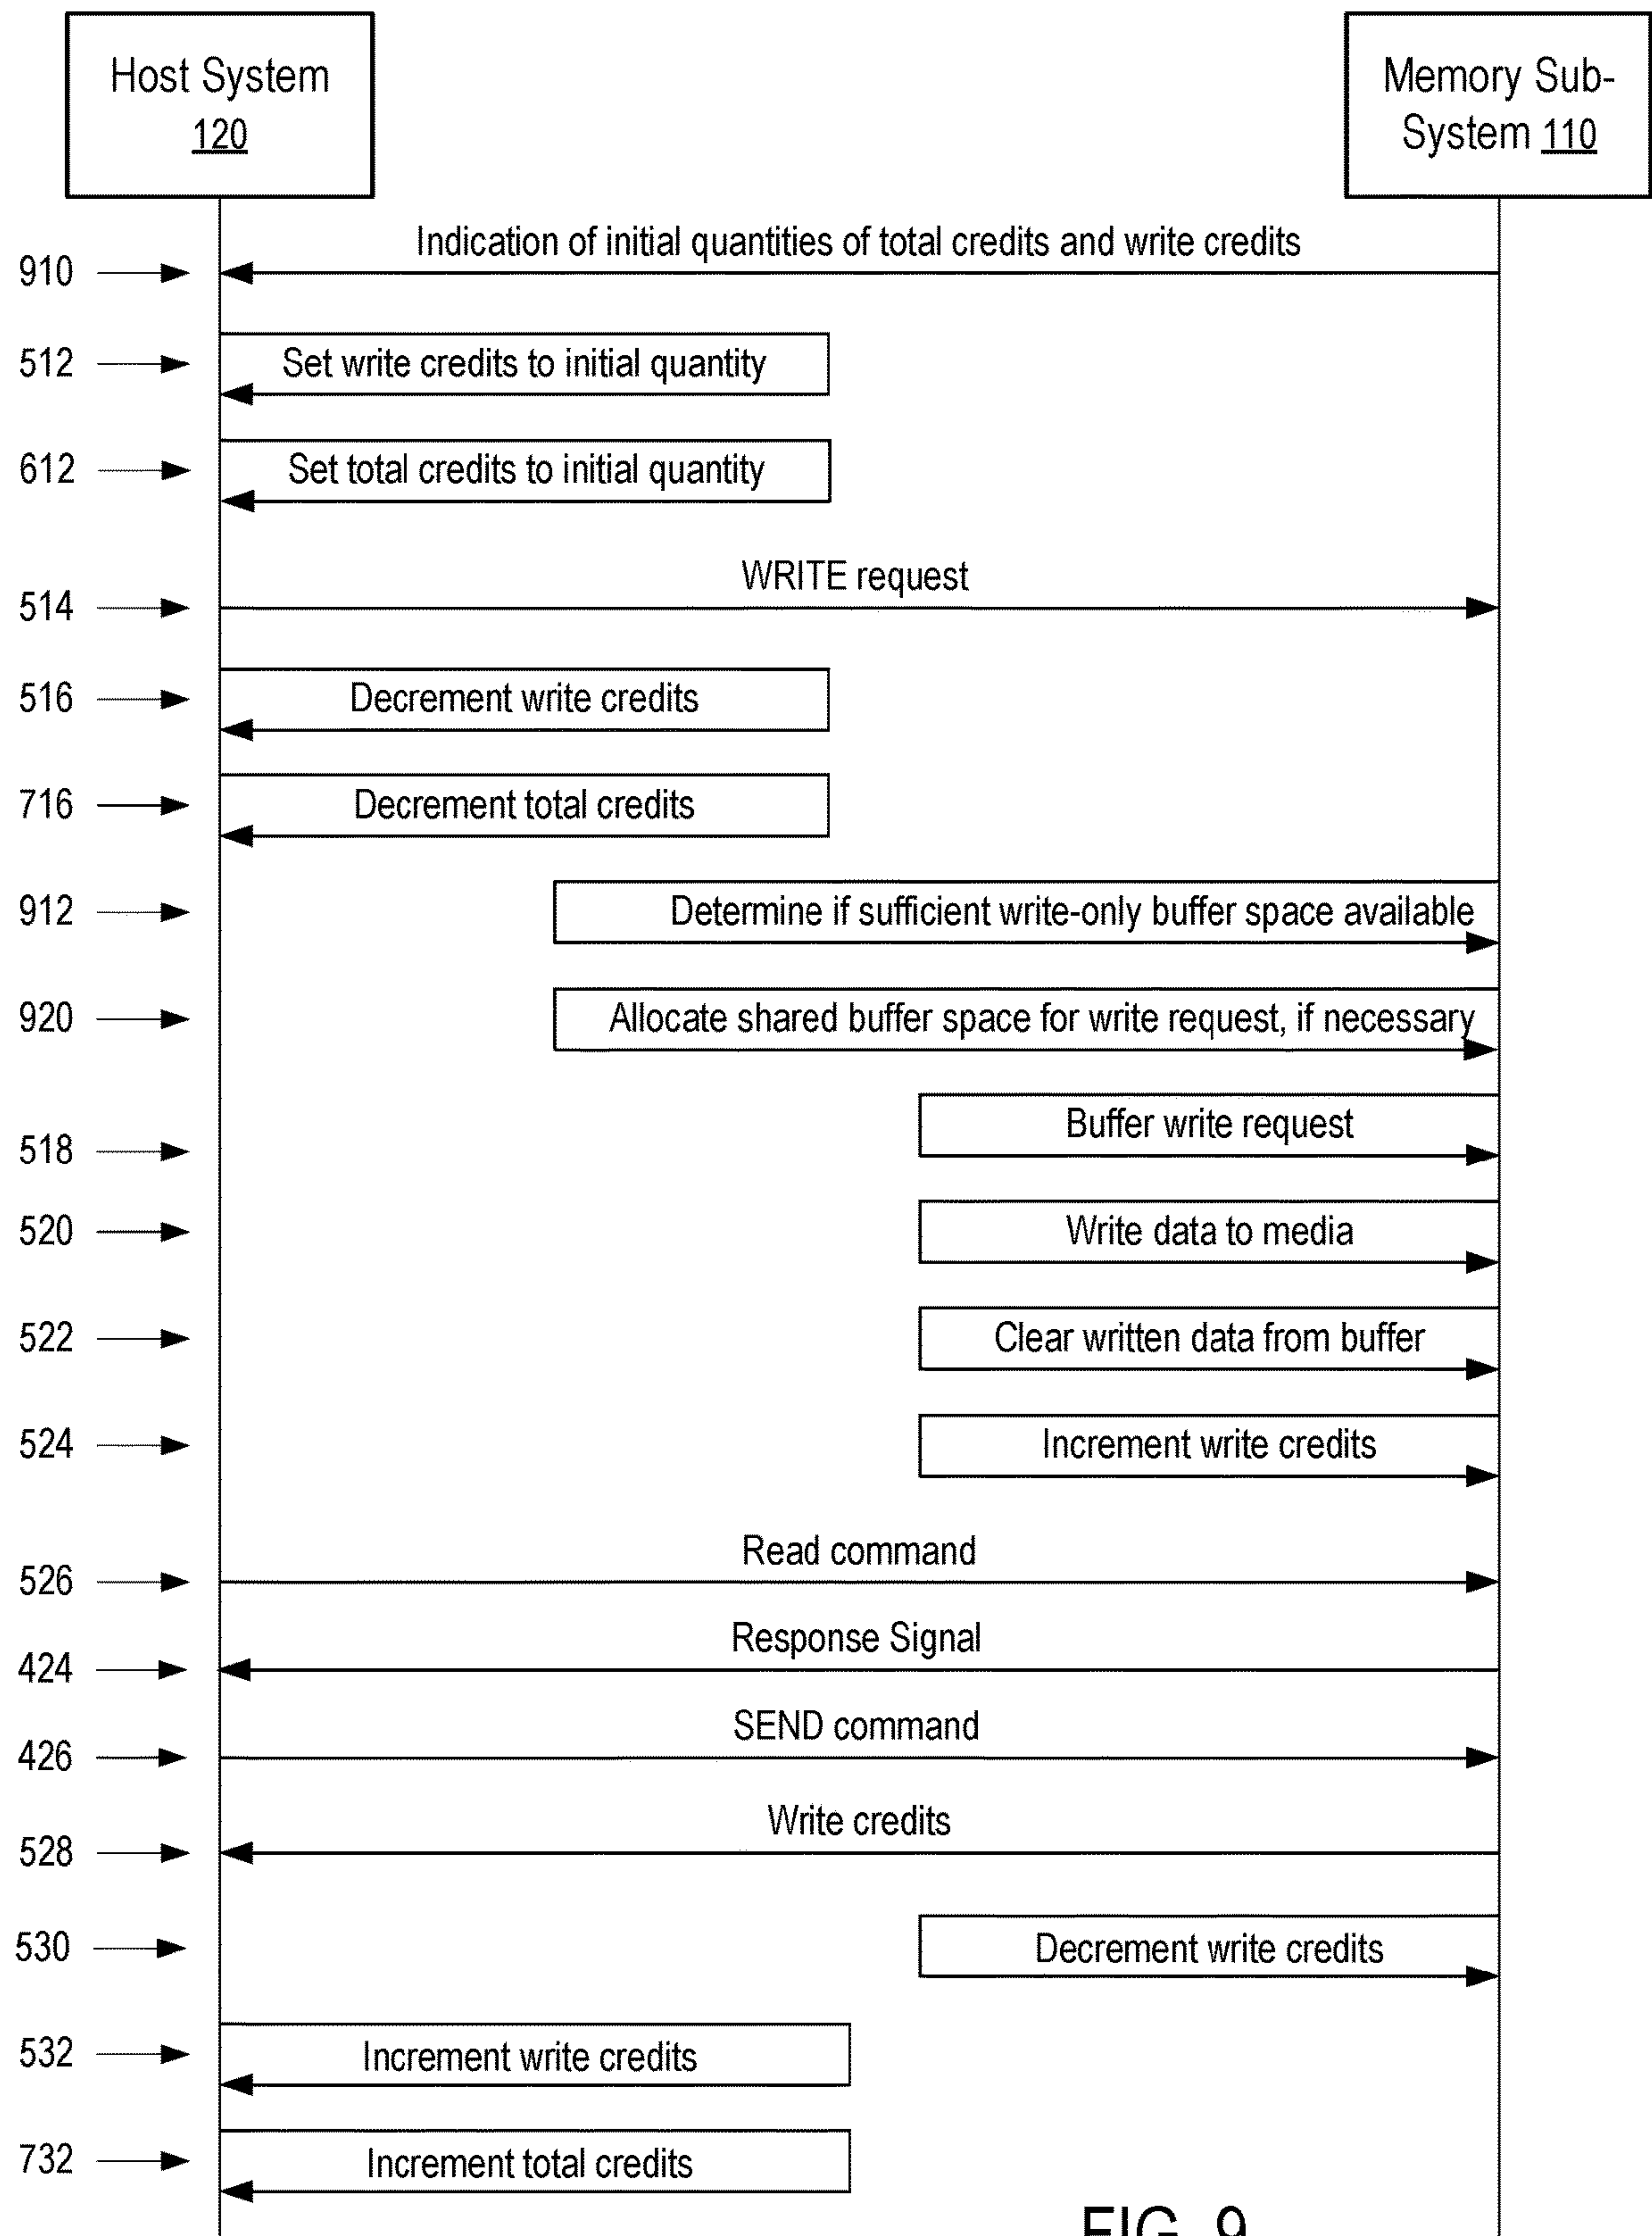 Host System
120
Memory Sub-
System 110
Indication of initial quantities of total credits and write credits
910
512
Set write credits to initial quantity
612
Set total credits to initial quantity
WRITE request
514
516
Decrement write credits
716
Decrement total credits
912
Determine if sufficient write-only buffer space available
920
Allocate shared buffer space for write request, if necessary
Buffer write request
518
520
Write data to media
522
Clear written data from buffer
524
Increment write credits
Read command
526
Response Signal
424
SEND command
426
Write credits
528
530
Decrement write credits
532
Increment write credits
732
Increment total credits
FIG. 9